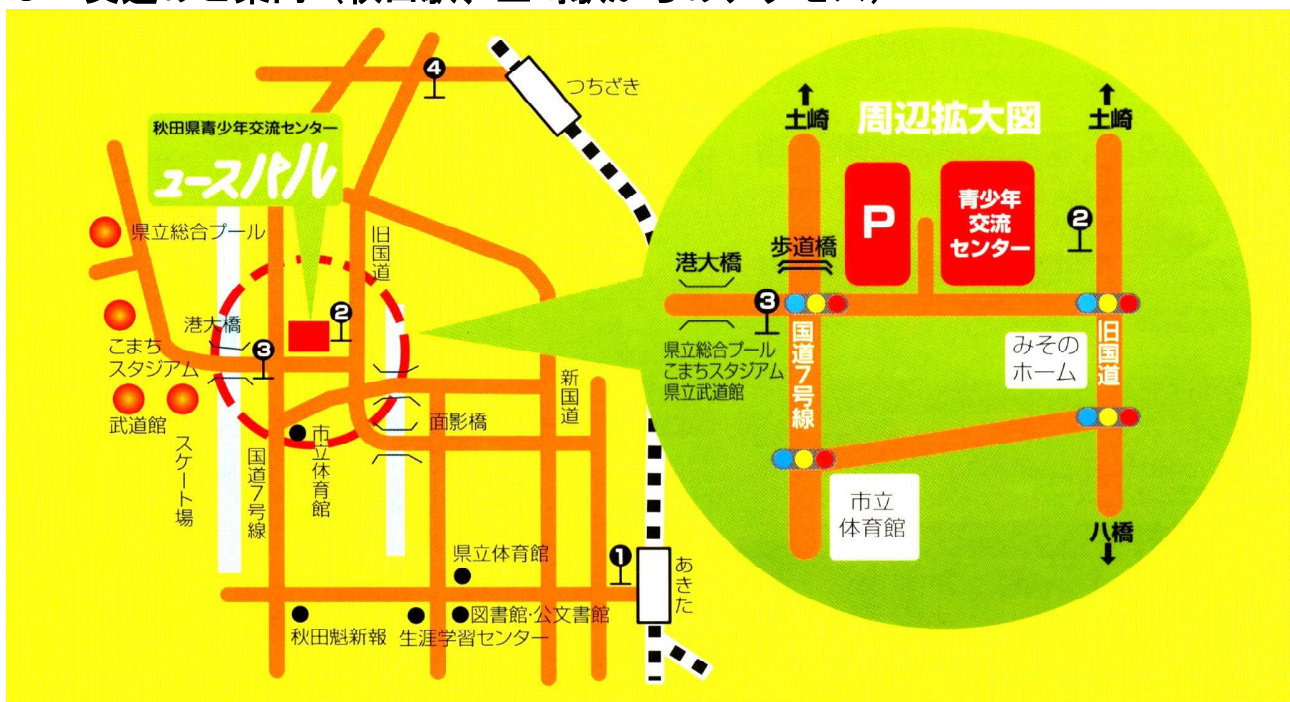 つちざき
秋田県青少年交流センター
ユースパル
県立総合プール
旧国道
港大橋
こまち
スタジアム
武道館
スケート場
国道7号線
市立体育館
面影橋
新国道
県立体育館
あきた
図書館・公文書館
秋田魁新報
生涯学習センター
1
2
3
4
周辺拡大図
土崎
土崎
P
青少年
交流
センター
2
港大橋
歩道橋
3
県立総合プール
こまちスタジアム
県立武道館
国道7号線
みその
ホーム
旧国道
市立
体育館
八橋